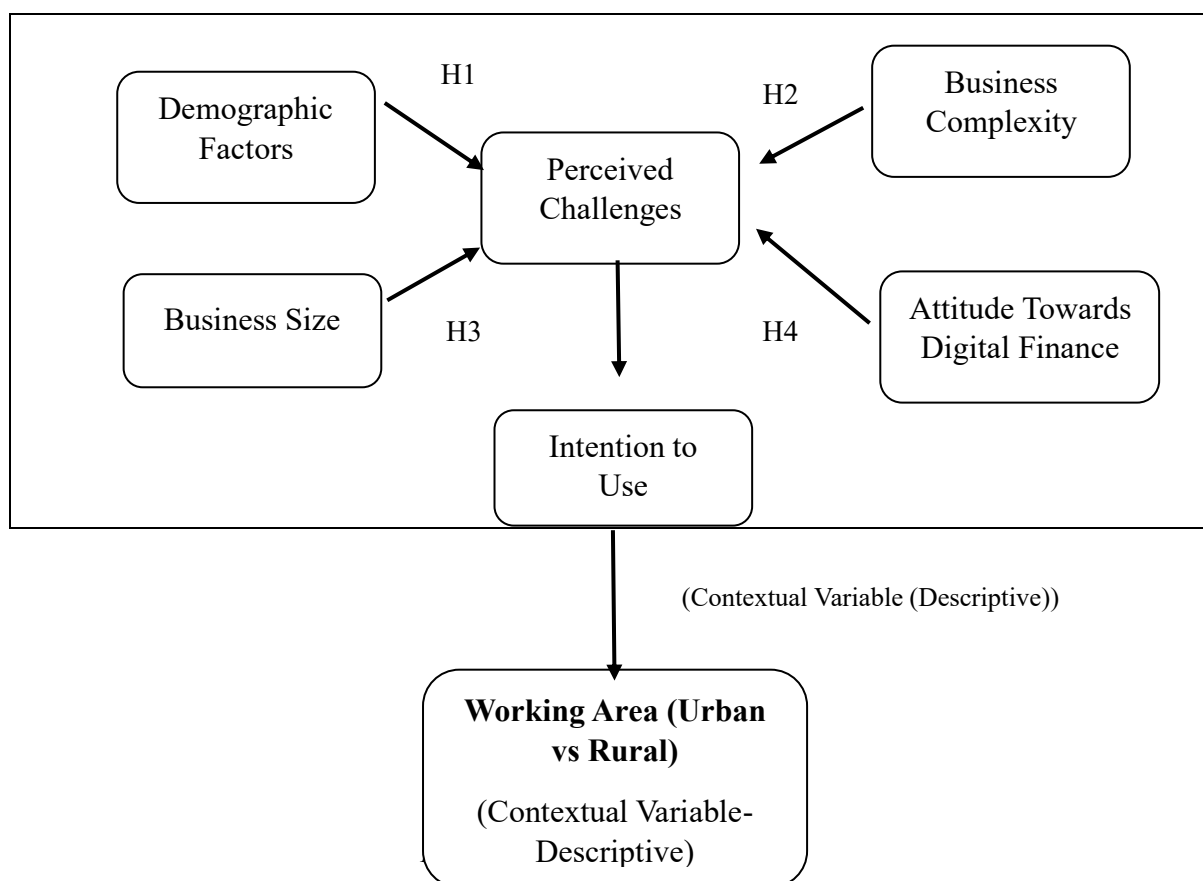 H1
H2
Demographic
Factors
Business
Complexity
Perceived
Challenges
Business Size
H3
H4
Attitude Towards
Digital Finance
Intention to
Use
(Contextual Variable (Descriptive))
Working Area (Urban
vs Rural)
(Contextual Variable-
Descriptive)